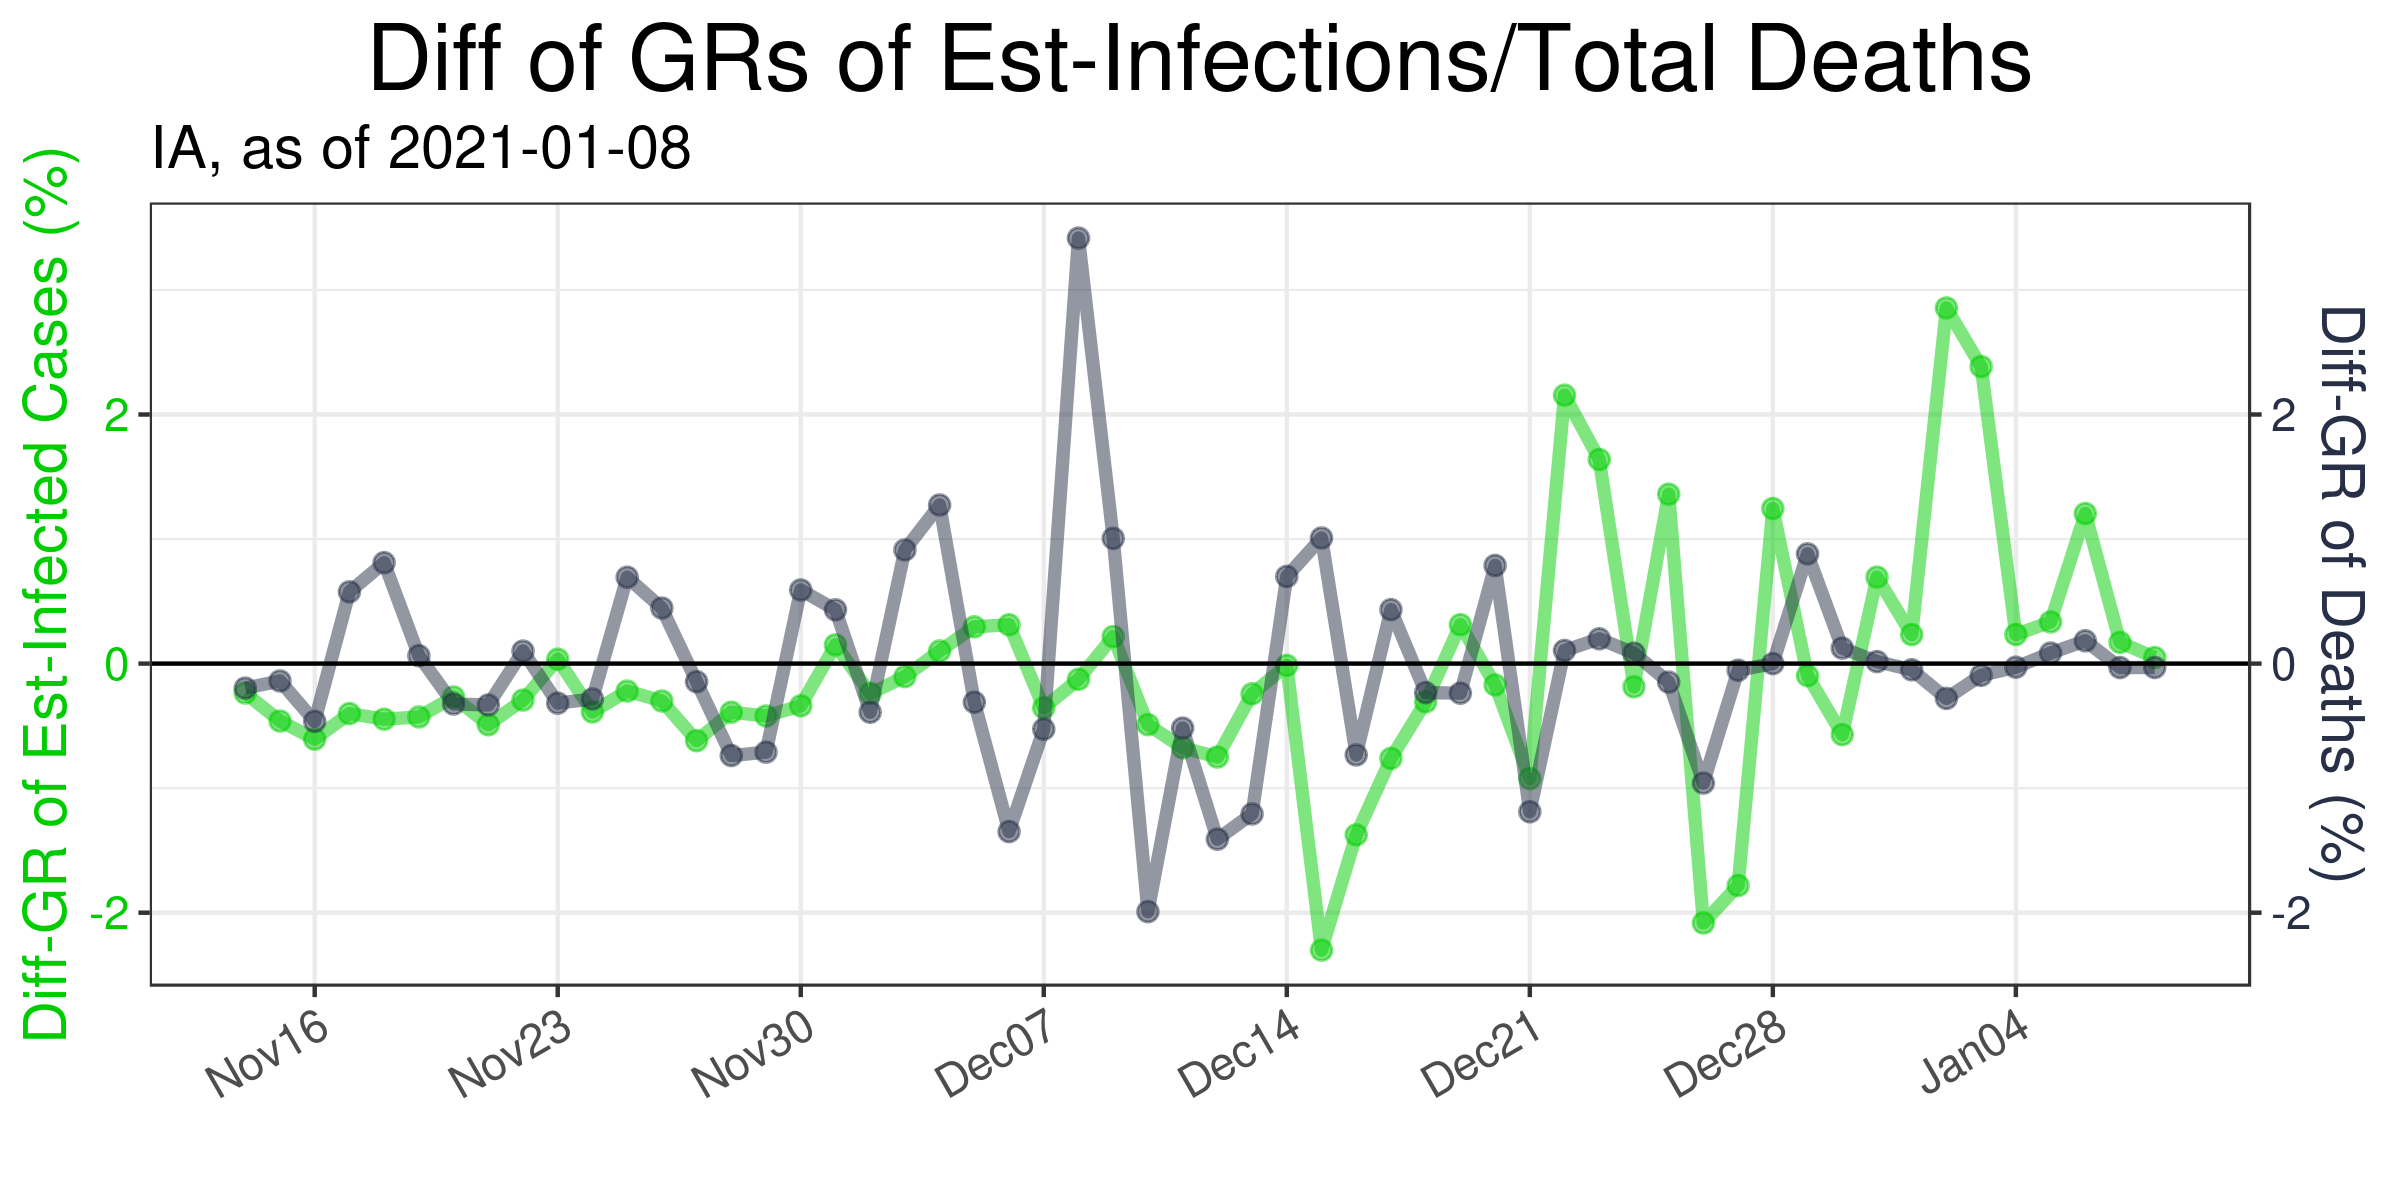 Diff of GRs of Est-Infections/Total Deaths
IA, as of 2021-01-08
Diff-GR of Est-Infected Cases (%)
2
0
-2
2
0
-2
Diff-GR of Deaths (%)
Nov16
Nov23
Nov30
Dec07
Dec14
Dec21
Dec28
Jan04